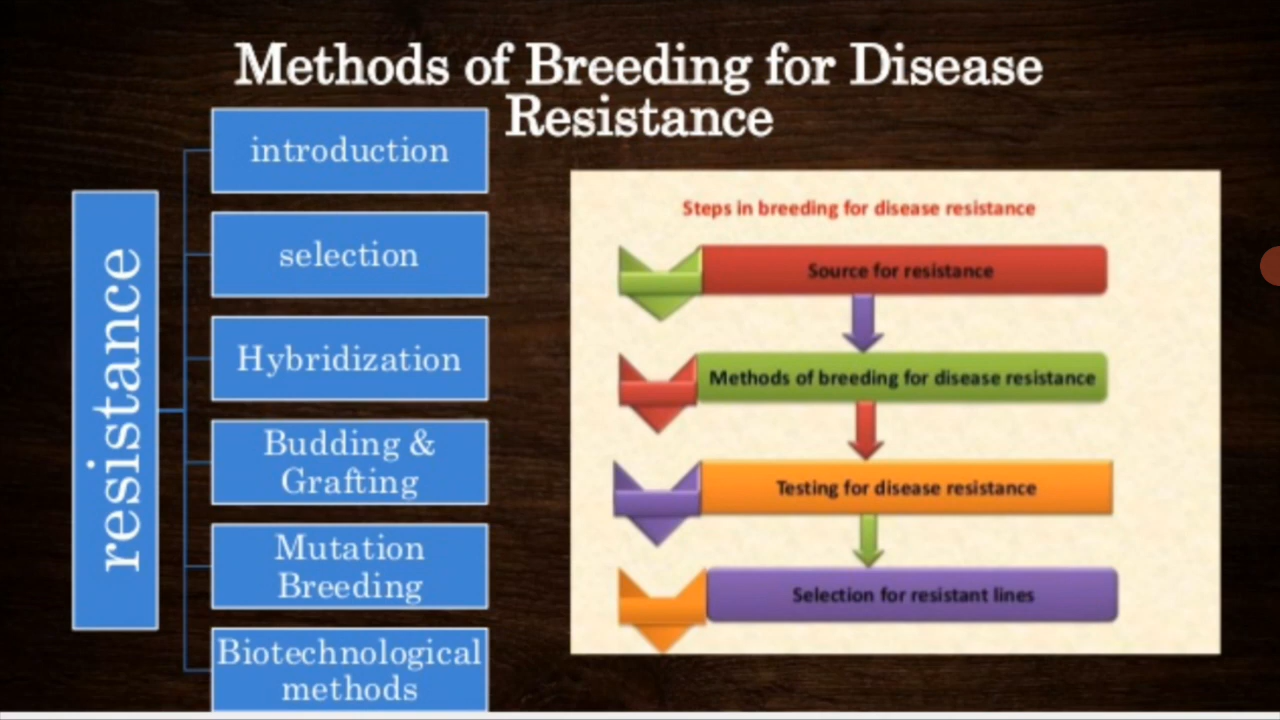 Methods of Breeding for Disease
Resistance
resistance
introduction
selection
Hybridization
Budding &
Grafting
Mutation
Breeding
Biotechnological
methods
Steps in breeding for disease resistance
Source for resistance
Methods of breeding for disease resistance
Testing for disease resistance
Selection for resistant lines